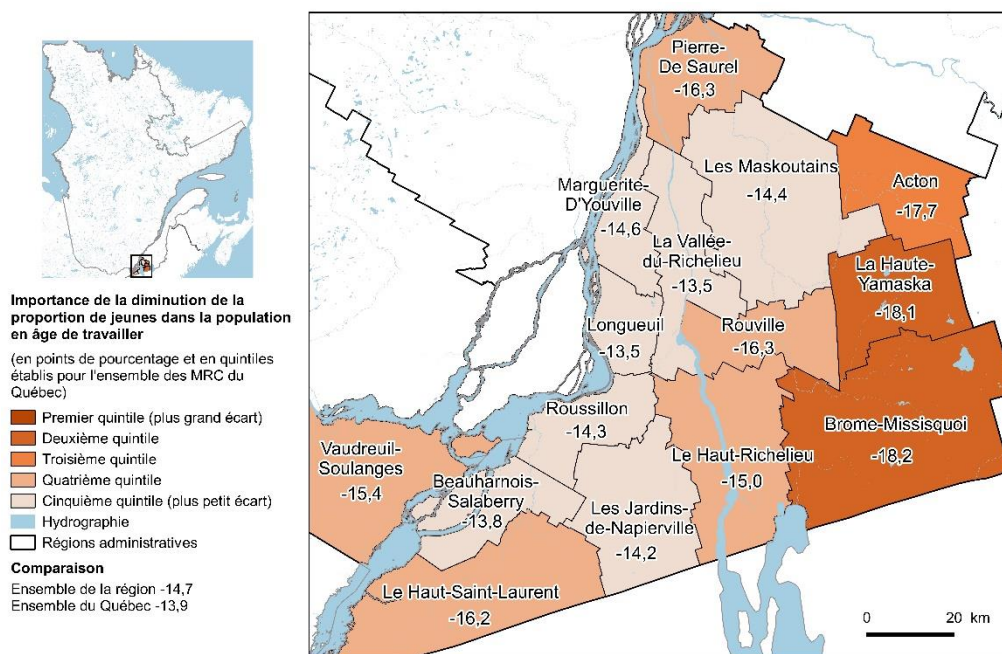 Importance de la diminution de la
proportion de jeunes dans la population
en âge de travailler
(en points de pourcentage et en quintiles
établis pour l'ensemble des MRC du
Québec)
Premier quintile (plus grand écart)
Deuxième quintile
Troisième quintile
Quatrième quintile
Cinquième quintile (plus petit écart)
Hydrographie
Régions administratives
Comparaison
Ensemble de la région -14,7
Ensemble du Québec -13,9
Pierre-
De Saurel
-16,3
Les Maskoutains
-14,4
Acton
-17,7
Marguerite-
D'Youville
-14,6
La Vallée-
du-Richelieu
-13,5
La Haute-
Yamaska
-18,1
Longueuil
-13,5
Rouville
-16,3
Roussillon
-14,3
Brome-Missisquoi
-18,2
Vaudreuil-
Soulanges
-15,4
Le Haut-Richelieu
-15,0
Beauharnois-
Salaberry
-13,8
Les Jardins-
de-Napierville
-14,2
Le Haut-Saint-Laurent
-16,2
0 20 km